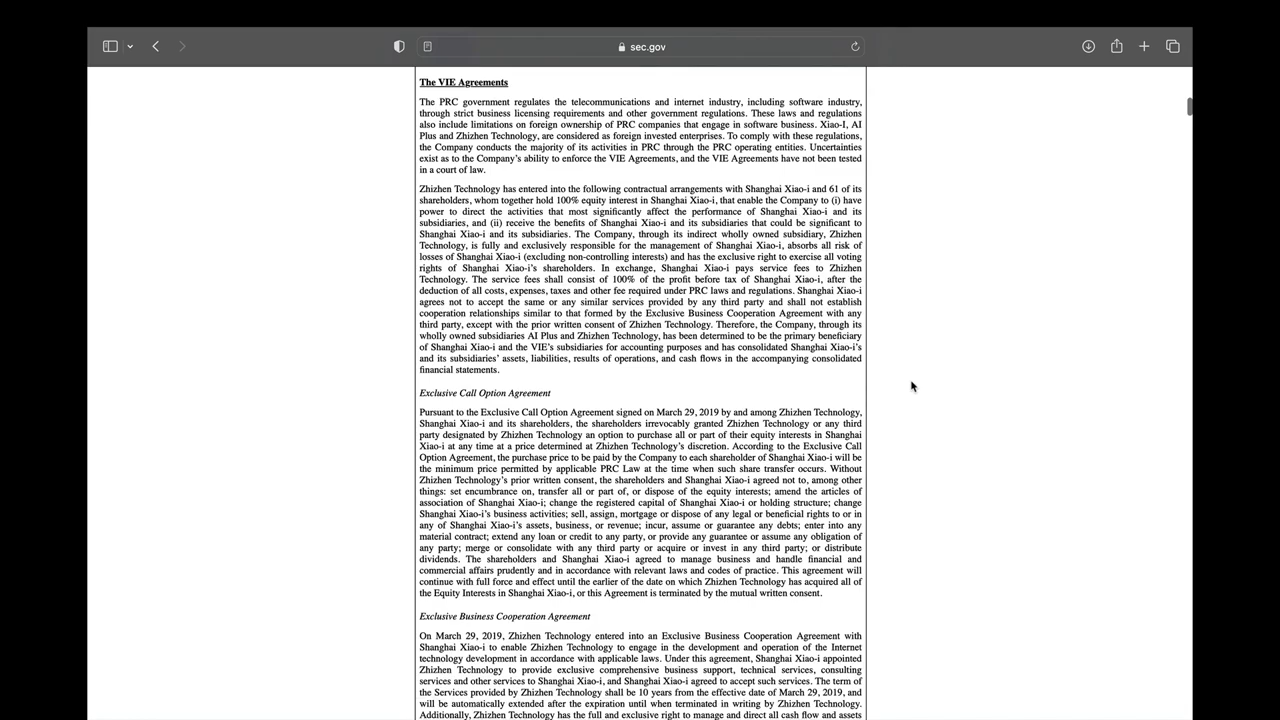 sec.gov
The VIE Agreements
The PRC government regulates the telecommunications and internet industry, including software industry,
through strict business licensing requirements and other government regulations. These laws and regulations
also include limitations on foreign ownership of PRC companies that engage in software business. Xiao-I, AI
Plus and Zhizhen Technology, are considered as foreign invested enterprises. To comply with these regulations,
the Company conducts the majority of its activities in PRC through the PRC operating entities. Uncertainties
exist as to the Company's ability to enforce the VIE Agreements, and the VIE Agreements have not been tested
in a court of law.
Zhizhen Technology has entered into the following contractual arrangements with Shanghai Xiao-i and 61 of its
shareholders, whom together hold 100% equity interest in Shanghai Xiao-i, that enable the Company to (i) have
power to direct the activities that most significantly affect the performance of Shanghai Xiao-i and its
subsidiaries, and (ii) receive the benefits of Shanghai Xiao-i and its subsidiaries that could be significant to
Shanghai Xiao-i and its subsidiaries. The Company, through its indirect wholly owned subsidiary, Zhizhen
Technology, is fully and exclusively responsible for the management of Shanghai Xiao-i, absorbs all risk of
losses of Shanghai Xiao-i (excluding non-controlling interests) and has the exclusive right to exercise all voting
rights of Shanghai Xiao-i's shareholders. In exchange, Shanghai Xiao-i pays service fees to Zhizhen
Technology. The service fees shall consist of 100% of the profit before tax of Shanghai Xiao-i, after the
deduction of all costs, expenses, taxes and other fee required under PRC laws and regulations. Shanghai Xiao-i
agrees not to accept the same or any similar services provided by any third party and shall not establish
cooperation relationships similar to that formed by the Exclusive Business Cooperation Agreement with any
third party, except with the prior written consent of Zhizhen Technology. Therefore, the Company, through its
wholly owned subsidiaries AI Plus and Zhizhen Technology, has been determined to be the primary beneficiary
of Shanghai Xiao-i and the VIE's subsidiaries for accounting purposes and has consolidated Shanghai Xiao-i's
and its subsidiaries' assets, liabilities, results of operations, and cash flows in the accompanying consolidated
financial statements.
Exclusive Call Option Agreement
Pursuant to the Exclusive Call Option Agreement signed on March 29, 2019 by and among Zhizhen Technology,
Shanghai Xiao-i and its shareholders, the shareholders irrevocably granted Zhizhen Technology or any third
party designated by Zhizhen Technology an option to purchase all or part of their equity interests in Shanghai
Xiao-i at any time at a price determined at Zhizhen Technology's discretion. According to the Exclusive Call
Option Agreement, the purchase price to be paid by the Company to each shareholder of Shanghai Xiao-i will be
the minimum price permitted by applicable PRC Law at the time when such share transfer occurs. Without
Zhizhen Technology's prior written consent, the shareholders and Shanghai Xiao-i agreed not to, among other
things: set encumbrance on, transfer all or part of, or dispose of the equity interests; amend the articles of
association of Shanghai Xiao-i; change the registered capital of Shanghai Xiao-i or holding structure; change
Shanghai Xiao-i's business activities; sell, assign, mortgage or dispose of any legal or beneficial rights to or in
any of Shanghai Xiao-i's assets, business, or revenue; incur, assume or guarantee any debts; enter into any
material contract; extend any loan or credit to any party, or provide any guarantee or assume any obligation of
any party; merge or consolidate with any third party or acquire or invest in any third party; or distribute
dividends. The shareholders and Shanghai Xiao-i agreed to manage business and handle financial and
commercial affairs prudently and in accordance with relevant laws and codes of practice. This agreement will
continue with full force and effect until the earlier of the date on which Zhizhen Technology has acquired all of
the Equity Interests in Shanghai Xiao-i, or this Agreement is terminated by the mutual written consent.
Exclusive Business Cooperation Agreement
On March 29, 2019, Zhizhen Technology entered into an Exclusive Business Cooperation Agreement with
Shanghai Xiao-i to enable Zhizhen Technology to engage in the development and operation of the Internet
technology development in accordance with applicable laws. Under this agreement, Shanghai Xiao-i appointed
Zhizhen Technology to provide exclusive comprehensive business support, technical services, consulting
services and other services to Shanghai Xiao-i, and Shanghai Xiao-i agreed to accept such services. The term of
the Services provided by Zhizhen Technology shall be 10 years from the effective date of March 29, 2019, and
will be automatically extended after the expiration until when terminated in writing by Zhizhen Technology.
Additionally, Zhizhen Technology has the full and exclusive right to manage and direct all cash flow and assets